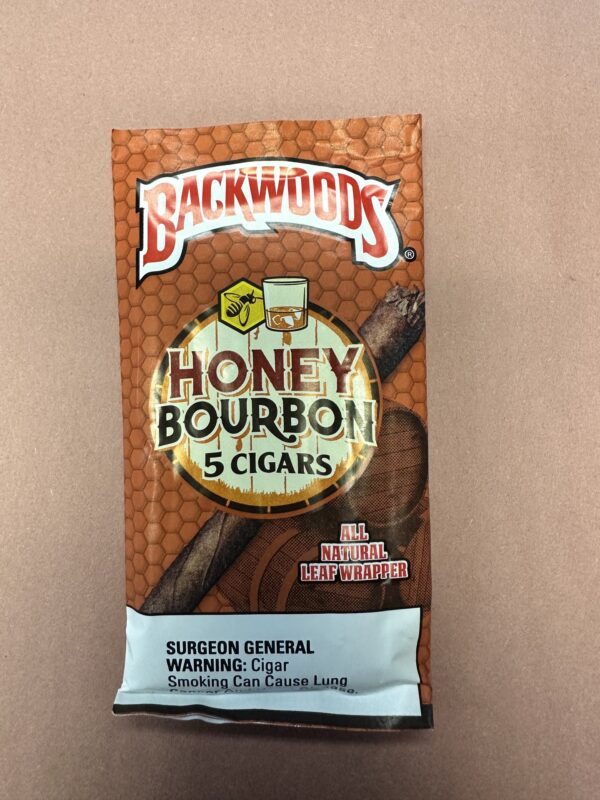 BACKWOODS®
HONEY
BOURBON
5 CIGARS
ALL
NATURAL
LEAF WRAPPER
SURGEON GENERAL
WARNING: Cigar
Smoking Can Cause Lung